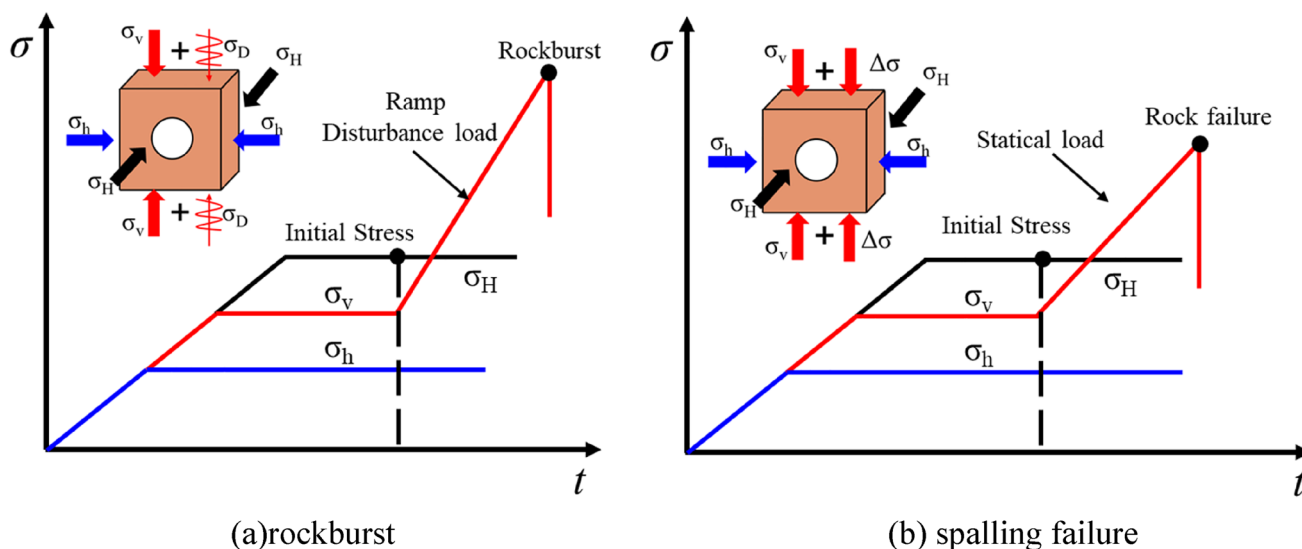 σ
σv
+
σD
σH
σh
σh
σH
σv
+
σD
Rockburst
Ramp
Disturbance load
Initial Stress
σH
σv
σh
t
(a)rockburst
σ
σv
+
Δσ
σH
σh
σh
σH
σv
+
Δσ
Rock failure
Statical load
Initial Stress
σH
σv
σh
t
(b) spalling failure